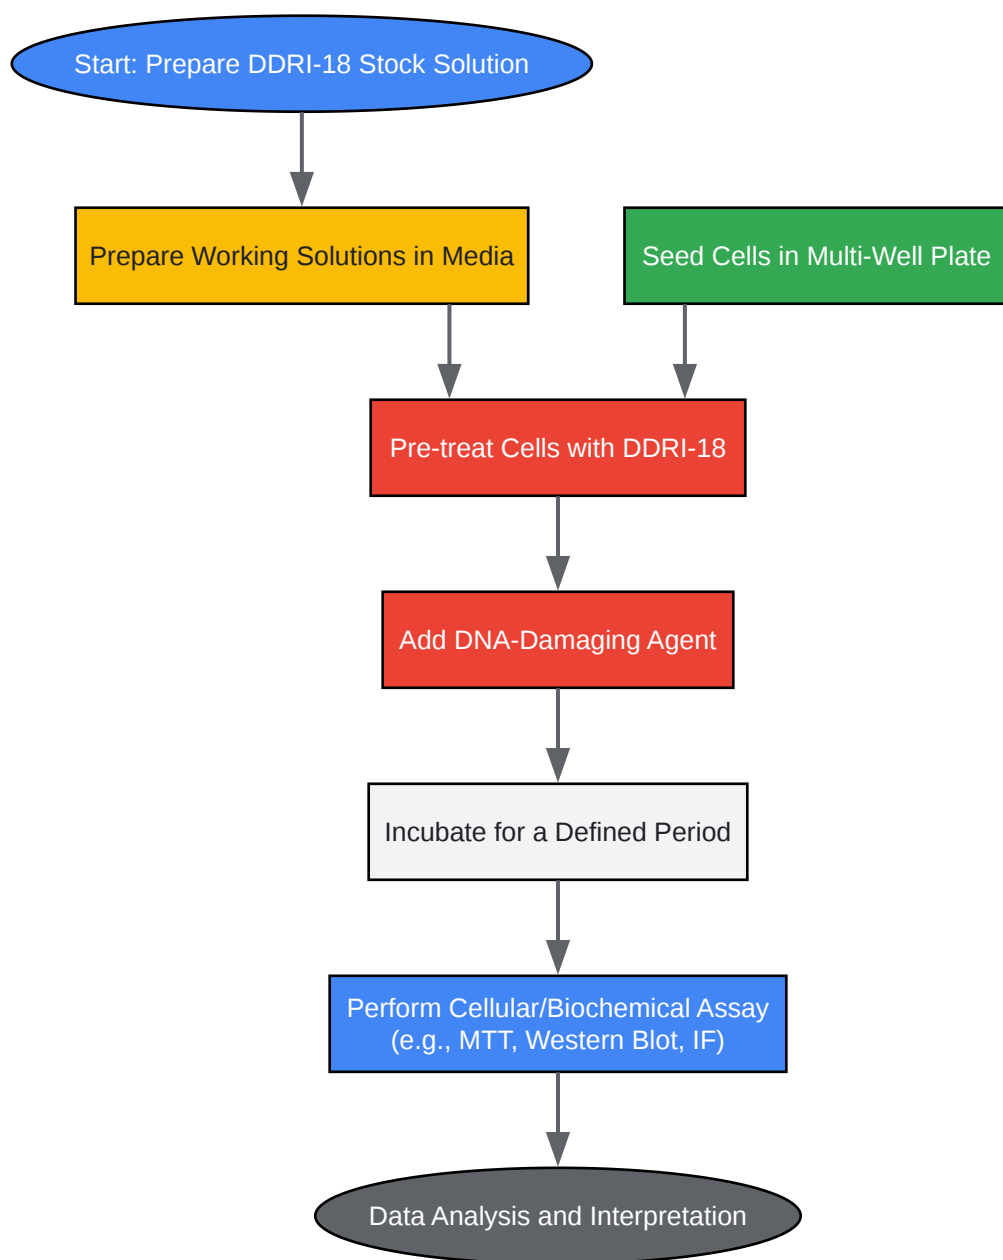 Start: Prepare DDRI-18 Stock Solution
Prepare Working Solutions in Media
Seed Cells in Multi-Well Plate
Pre-treat Cells with DDRI-18
Add DNA-Damaging Agent
Incubate for a Defined Period
Perform Cellular/Biochemical Assay
(e.g., MTT, Western Blot, IF)
Data Analysis and Interpretation